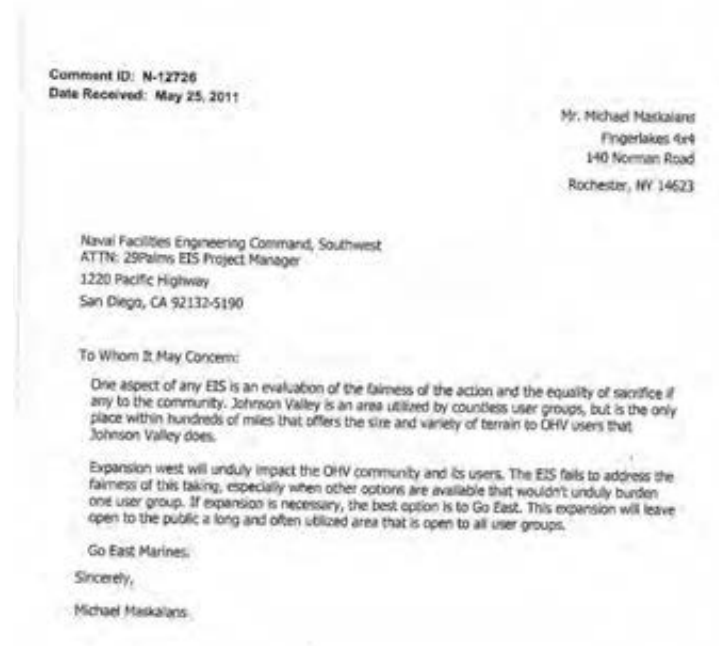 Comment ID: N-12726
Date Received: May 25, 2011
Mr. Michael Maskalans
Fingerlakes 4x4
140 Norman Road
Rochester, NY 14623
Naval Facilities Engineering Command, Southwest
ATTN: 29Palms EIS Project Manager
1220 Pacific Highway
San Diego, CA 92132-5190
To Whom It May Concern:
One aspect of any EIS is an evaluation of the fairness of the action and the equality of sacrifice if
any to the community. Johnson Valley is an area utilized by countless user groups, but is the only
place within hundreds of miles that offers the size and variety of terrain to OHV users that
Johnson Valley does.
Expansion west will unduly impact the OHV community and its users. The EIS fails to address the
fairness of this taking, especially when other options are available that wouldn't unduly burden
one user group. If expansion is necessary, the best option is to Go East. This expansion will leave
open to the public a long and often utilized area that is open to all user groups.
Go East Marines.
Sincerely,
Michael Maskalans